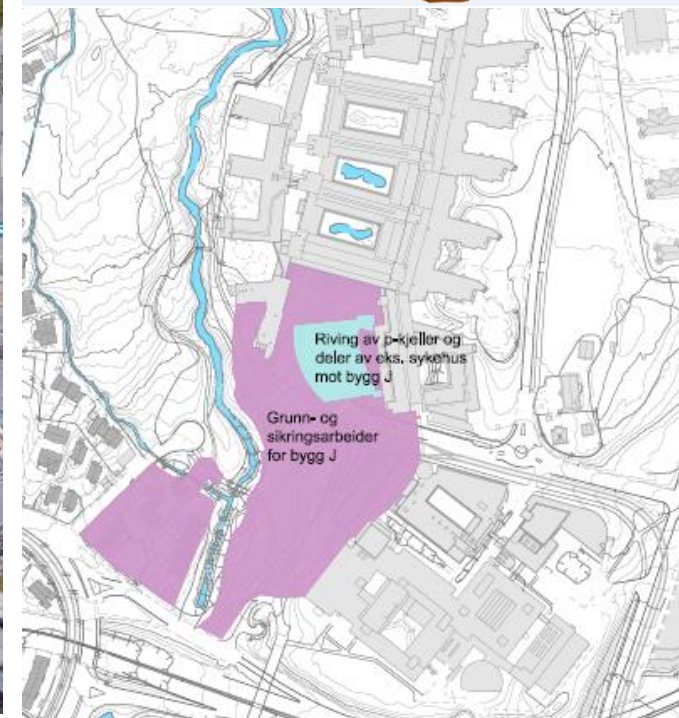 Riving av p-kjeller og
deler av eks. sykehus
mot bygg J
Grunn- og
sikringsarbeider
for bygg J